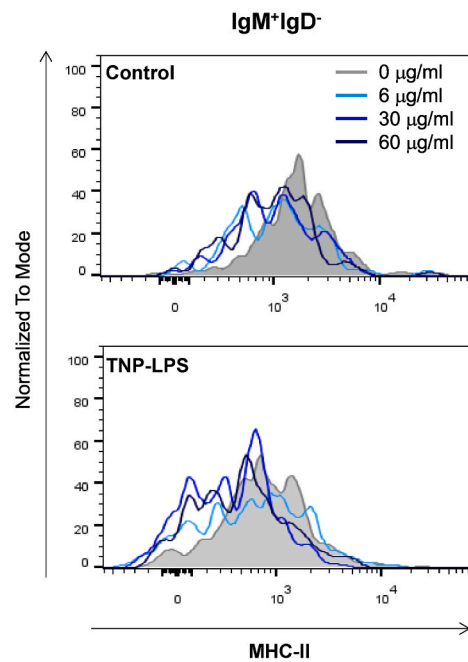 IgM⁺IgD⁻
Control
0 μg/ml
6 μg/ml
30 μg/ml
60 μg/ml
100
80
60
40
20
0
0 10³ 10⁴
TNP-LPS
100
80
60
40
20
0
0 10³ 10⁴
Normalized To Mode
MHC-II